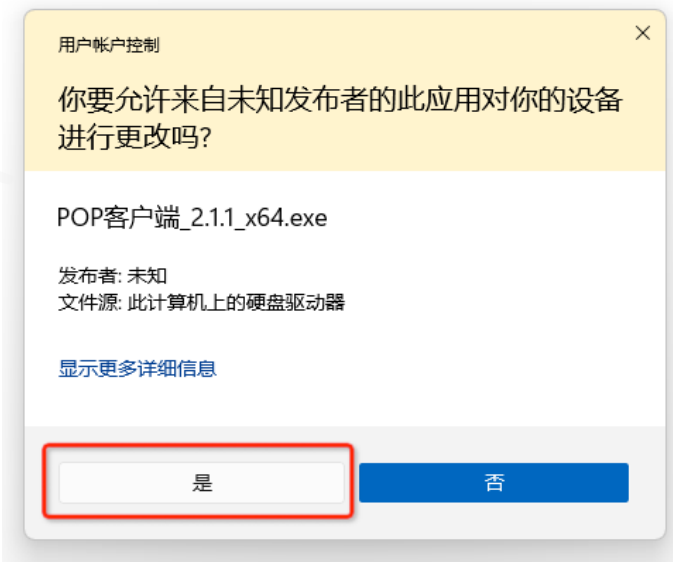 用户帐户控制
你要允许来自未知发布者的此应用对你的设备
进行更改吗?
POP客户端_2.1.1_x64.exe
发布者: 未知
文件源: 此计算机上的硬盘驱动器
显示更多详细信息
是
否